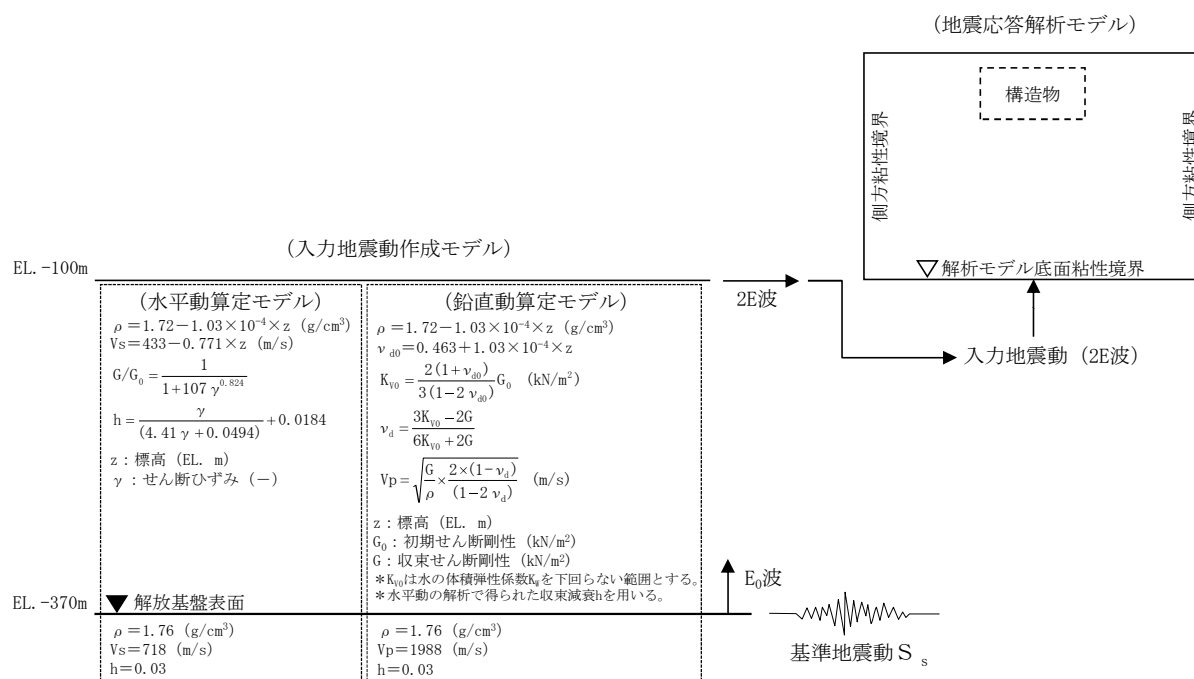 (地震応答解析モデル)
構造物
側方粘性境界
側方粘性境界
▽解析モデル底面粘性境界
入力地震動 (2E波)
(入力地震動作成モデル)
EL.-100m
2E波
(水平動算定モデル)
ρ=1.72-1.03×10⁻⁴×z (g/cm³)
Vs=433-0.771×z (m/s)
G/G₀=1/(1+107γ^0.824)
h=γ/(4.41γ+0.0494)+0.0184
z:標高 (EL. m)
γ:せん断ひずみ (-)
(鉛直動算定モデル)
ρ=1.72-1.03×10⁻⁴×z (g/cm³)
ν_d0=0.463+1.03×10⁻⁴×z
K_V0=2(1+ν_d0)/3(1-2ν_d0) G₀ (kN/m²)
ν_d=(3K_V0-2G)/(6K_V0+2G)
Vp=√(G/ρ×2×(1-ν_d)/(1-2ν_d)) (m/s)
z:標高 (EL. m)
G₀:初期せん断剛性 (kN/m²)
G:収束せん断剛性 (kN/m²)
*K_V0は水の体積弾性係数K_Wを下回らない範囲とする。
*水平動の解析で得られた収束減衰hを用いる。
E₀波
EL.-370m
▼解放基盤表面
ρ=1.76 (g/cm³)
Vs=718 (m/s)
h=0.03
ρ=1.76 (g/cm³)
Vp=1988 (m/s)
h=0.03
基準地震動Ss